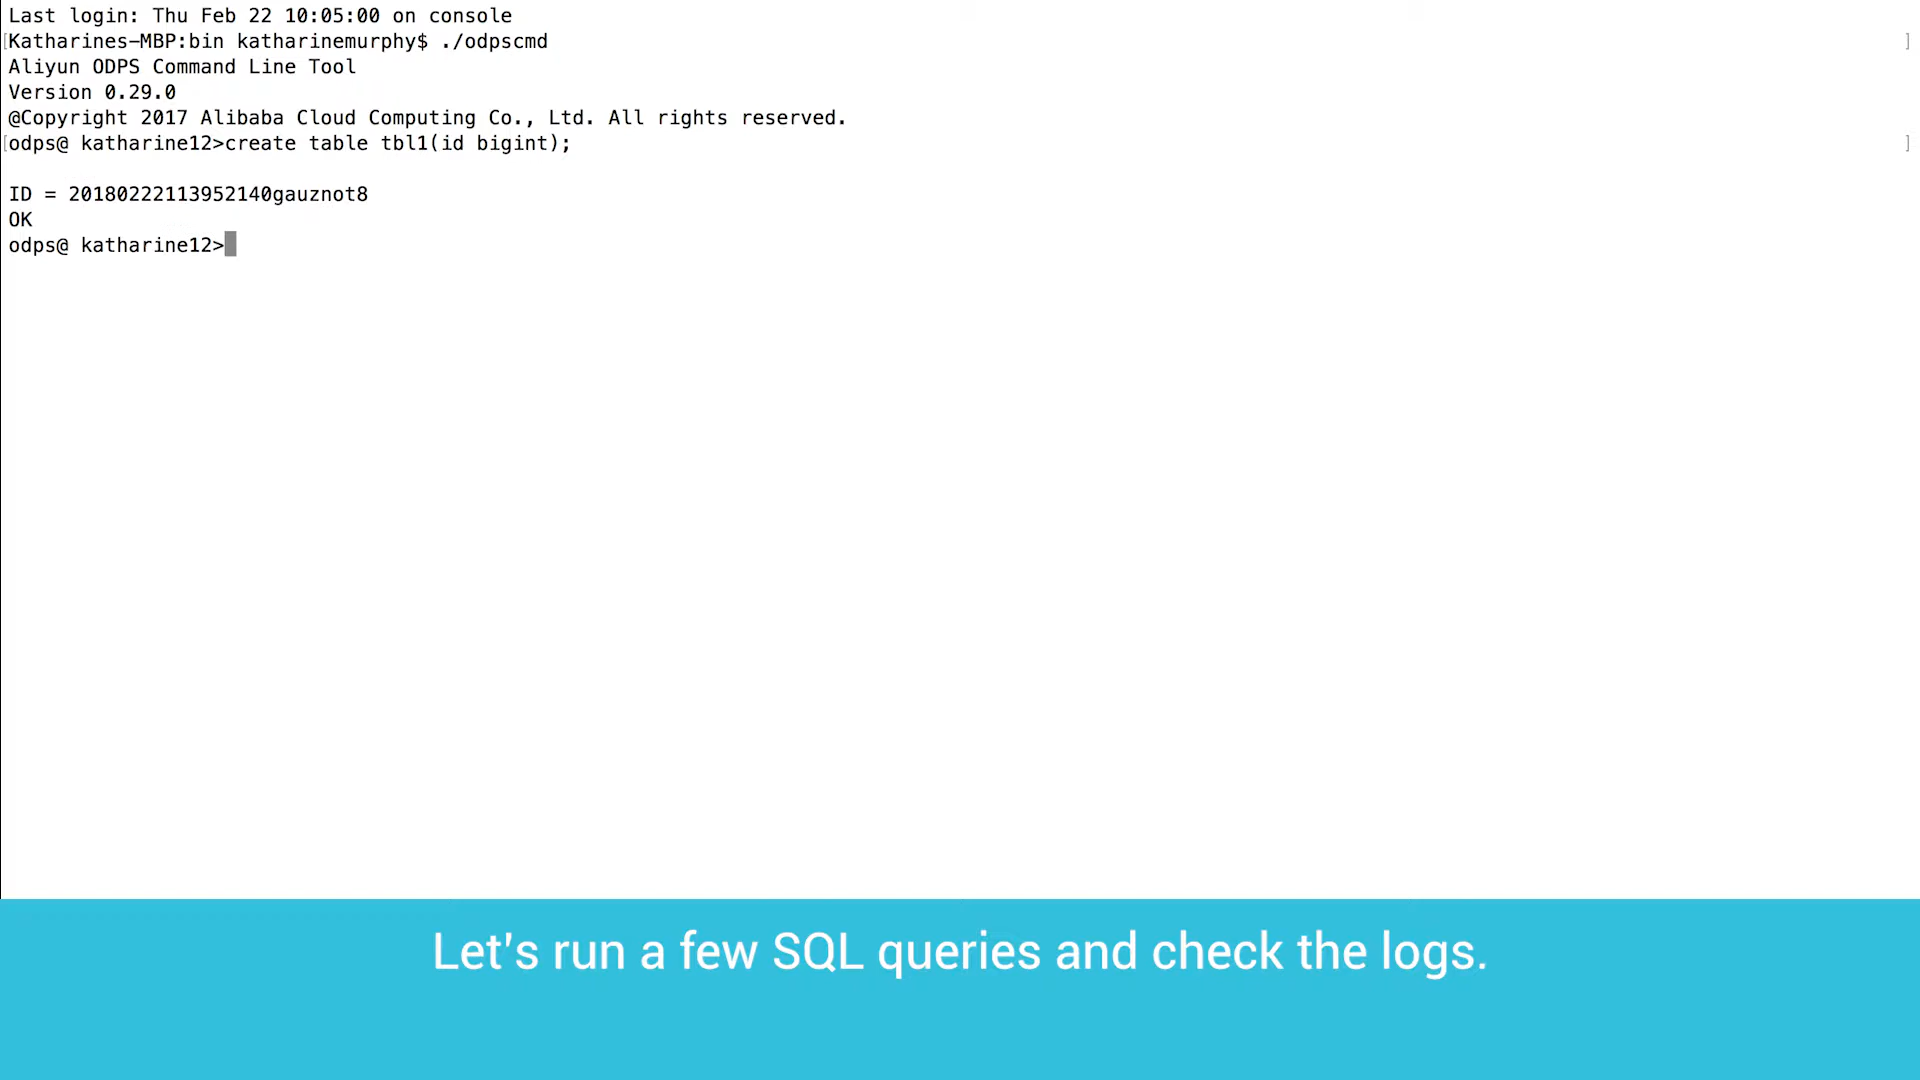 Last login: Thu Feb 22 10:05:00 on console
[Katharines-MBP:bin katharinemurphy$ ./odpscmd ]
Aliyun ODPS Command Line Tool
Version 0.29.0
@Copyright 2017 Alibaba Cloud Computing Co., Ltd. All rights reserved.
[odps@ katharine12>create table tbl1(id bigint); ]
ID = 20180222113952140gauznot8
OK
odps@ katharine12>
Let's run a few SQL queries and check the logs.